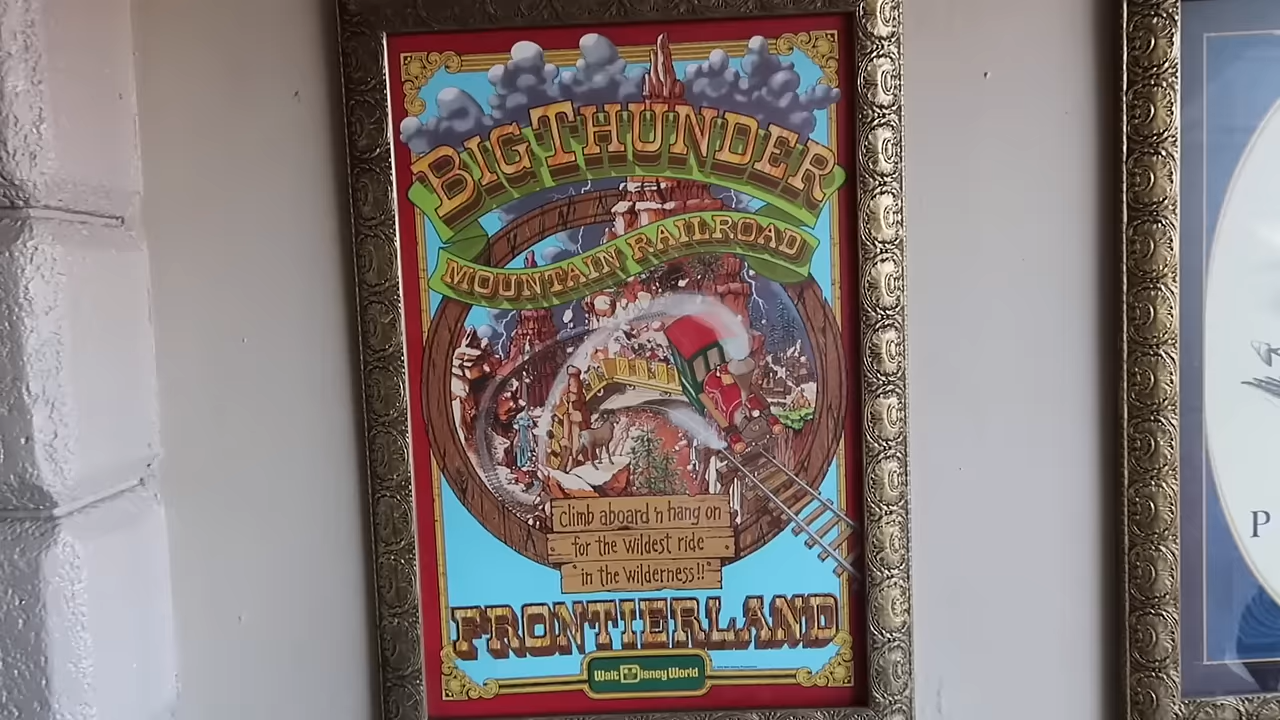 BIG THUNDER
MOUNTAIN RAILROAD
climb aboard 'n hang on
for the wildest ride
in the wilderness!!
FRONTIERLAND
Walt Disney World
P